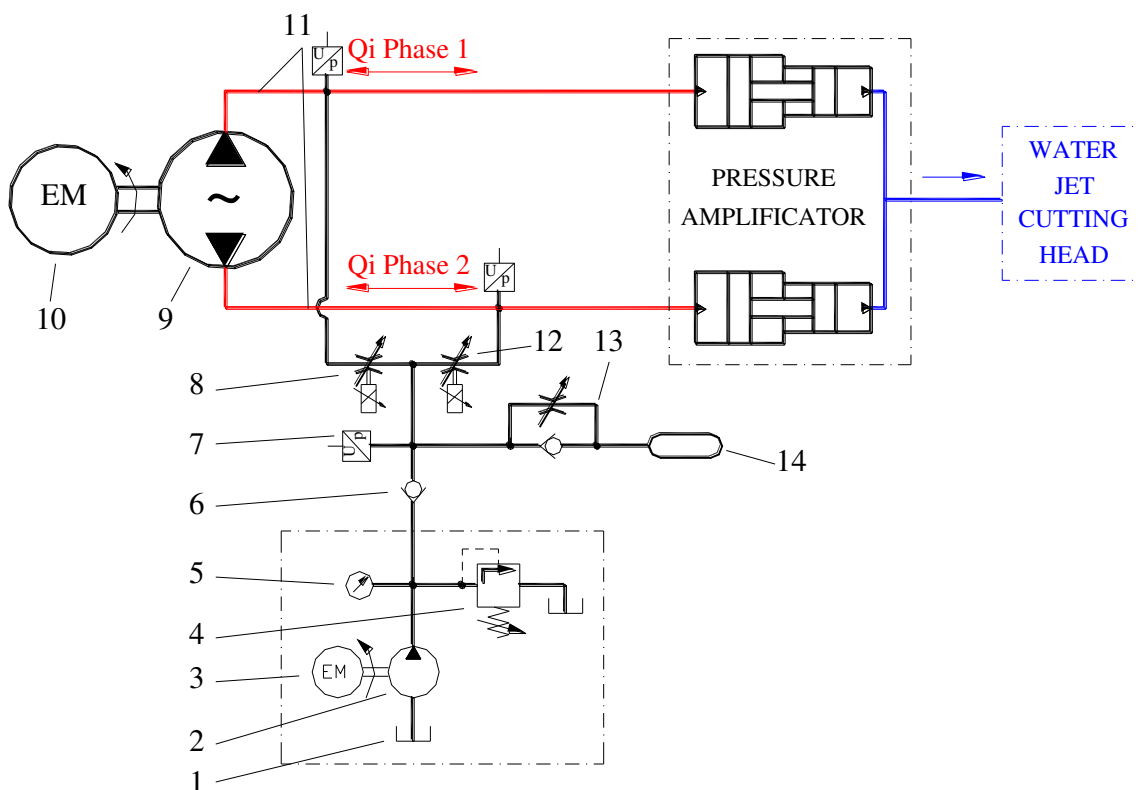 11
U
p
Qi Phase 1
EM
~
PRESSURE
AMPLIFICATOR
WATER
JET
CUTTING
HEAD
Qi Phase 2
U
p
10
9
12
13
8
7
U
p
14
6
5
4
3
EM
2
1